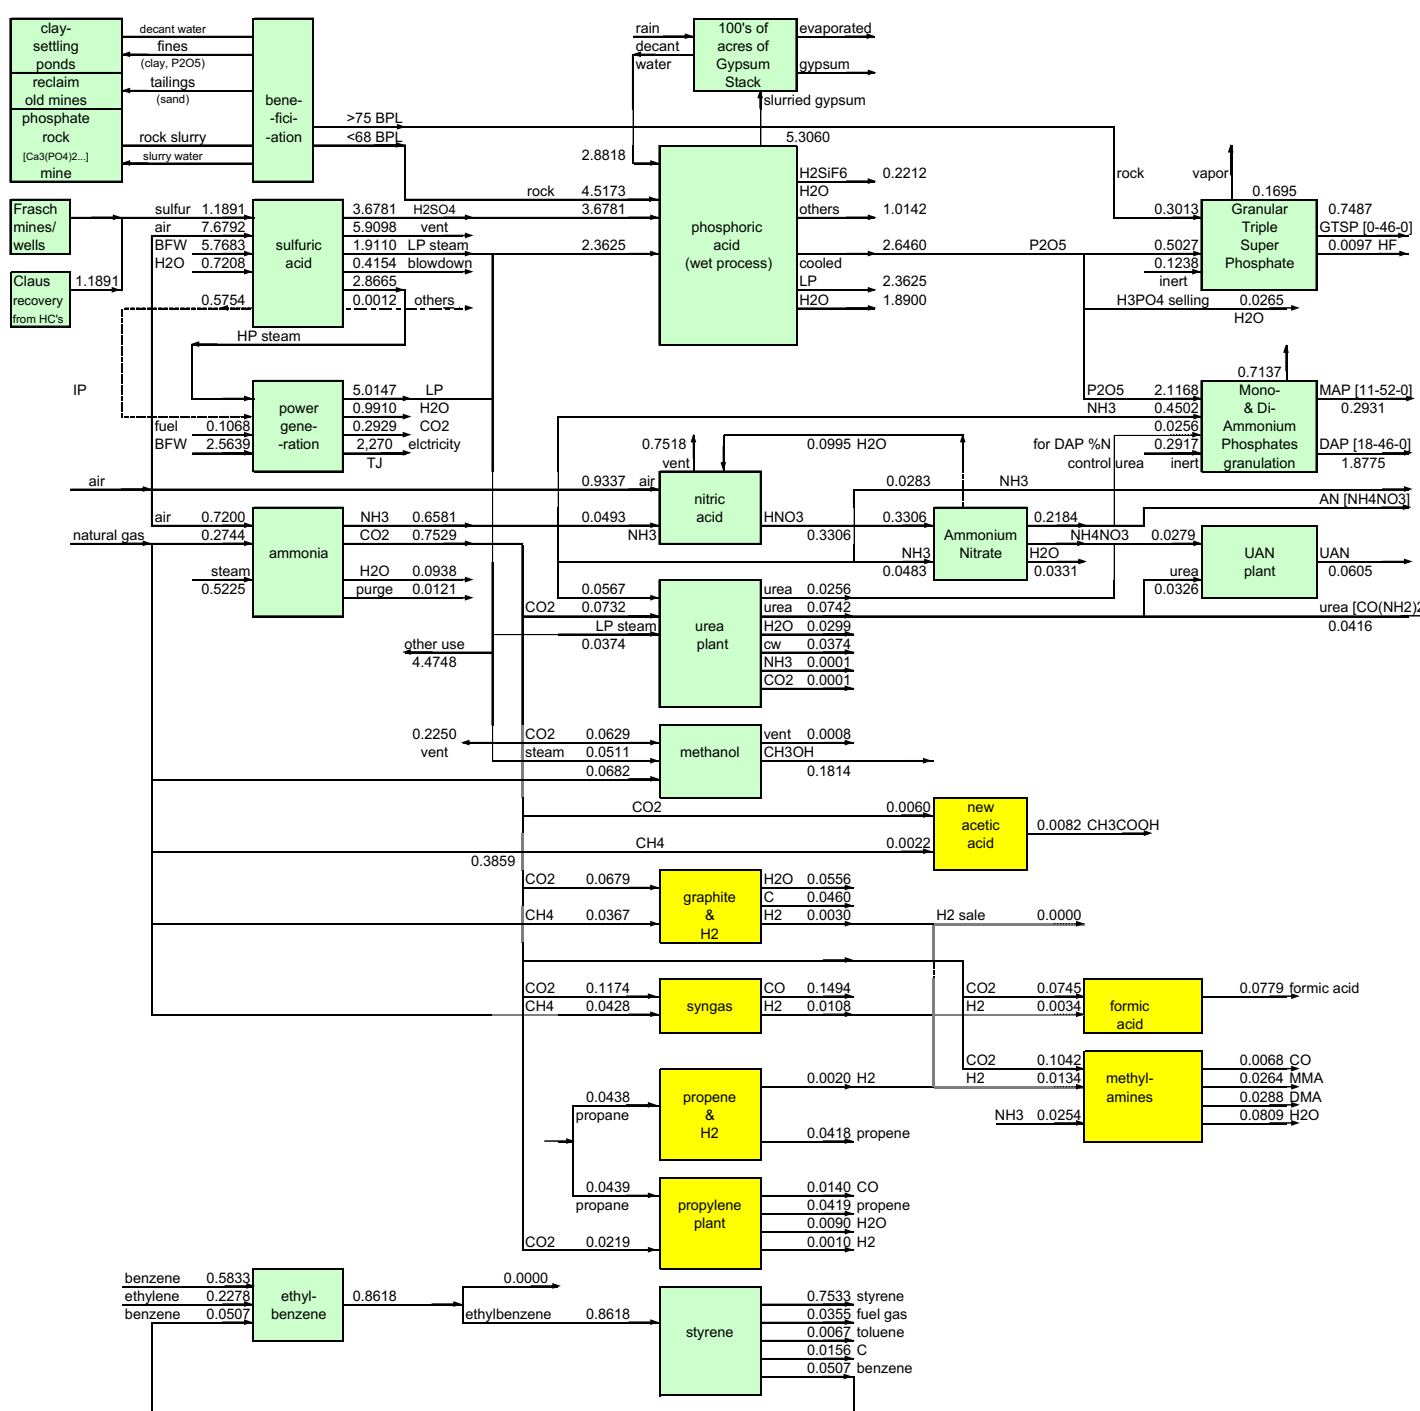 clay-
settling
ponds
reclaim
old mines
phosphate
rock
[Ca3(PO4)2...]
mine
decant water
fines
(clay, P2O5)
tailings
(sand)
rock slurry
slurry water
bene-
-fici-
-ation
>75 BPL
<68 BPL
rain
decant
water
100's of
acres of
Gypsum
Stack
evaporated
gypsum
slurried gypsum
5.3060
2.8818
rock 4.5173
3.6781
2.3625
phosphoric
acid
(wet process)
H2SiF6 0.2212
H2O
others 1.0142
2.6460 P2O5
cooled
LP 2.3625
H2O 1.8900
rock
vapor
0.1695
0.3013
0.5027
0.1238
inert
Granular
Triple
Super
Phosphate
0.7487
GTSP [0-46-0]
0.0097 HF
H3PO4 selling 0.0265
H2O
Frasch
mines/
wells
Claus
recovery
from HC's
1.1891
sulfur 1.1891
air 7.6792
BFW 5.7683
H2O 0.7208
0.5754
sulfuric
acid
3.6781 H2SO4
5.9098 vent
1.9110 LP steam
0.4154 blowdown
2.8665
0.0012 others
HP steam
IP
fuel 0.1068
BFW 2.5639
power
gene-
-ration
5.0147 LP
0.9910 H2O
0.2929 CO2
2,270 elctricity
TJ
0.7137
P2O5 2.1168
NH3 0.4502
0.0256
for DAP %N 0.2917
control urea inert
Mono-
& Di-
Ammonium
Phosphates
granulation
MAP [11-52-0]
0.2931
DAP [18-46-0]
1.8775
air
0.9337 air
0.7518
vent
0.0995 H2O
nitric
acid
0.0493
NH3
HNO3 0.3306
0.3306
0.0283 NH3
AN [NH4NO3]
Ammonium
Nitrate
0.2184
NH4NO3 0.0279
H2O
0.0331
NH3
0.0483
UAN
plant
urea
0.0326
UAN
0.0605
urea [CO(NH2)2
0.0416
air 0.7200
natural gas 0.2744
steam
0.5225
ammonia
NH3 0.6581
CO2 0.7529
H2O 0.0938
purge 0.0121
0.0567
CO2 0.0732
LP steam
0.0374
other use
4.4748
urea
plant
urea 0.0256
urea 0.0742
H2O 0.0299
cw 0.0374
NH3 0.0001
CO2 0.0001
0.2250
vent
CO2 0.0629
steam 0.0511
0.0682
methanol
vent 0.0008
CH3OH
0.1814
CO2 0.0060
CH4 0.0022
0.3859
new
acetic
acid
0.0082 CH3COOH
CO2 0.0679
CH4 0.0367
graphite
&
H2
H2O 0.0556
C 0.0460
H2 0.0030
H2 sale 0.0000
CO2 0.1174
CH4 0.0428
syngas
CO 0.1494
H2 0.0108
CO2 0.0745
H2 0.0034
formic
acid
0.0779 formic acid
CO2 0.1042
H2 0.0134
NH3 0.0254
methyl-
amines
0.0068 CO
0.0264 MMA
0.0288 DMA
0.0809 H2O
0.0438
propane
propene
&
H2
0.0020 H2
0.0418 propene
0.0439
propane
CO2 0.0219
propylene
plant
0.0140 CO
0.0419 propene
0.0090 H2O
0.0010 H2
benzene 0.5833
ethylene 0.2278
benzene 0.0507
ethyl-
benzene
0.8618
0.0000
ethylbenzene 0.8618
styrene
0.7533 styrene
0.0355 fuel gas
0.0067 toluene
0.0156 C
0.0507 benzene